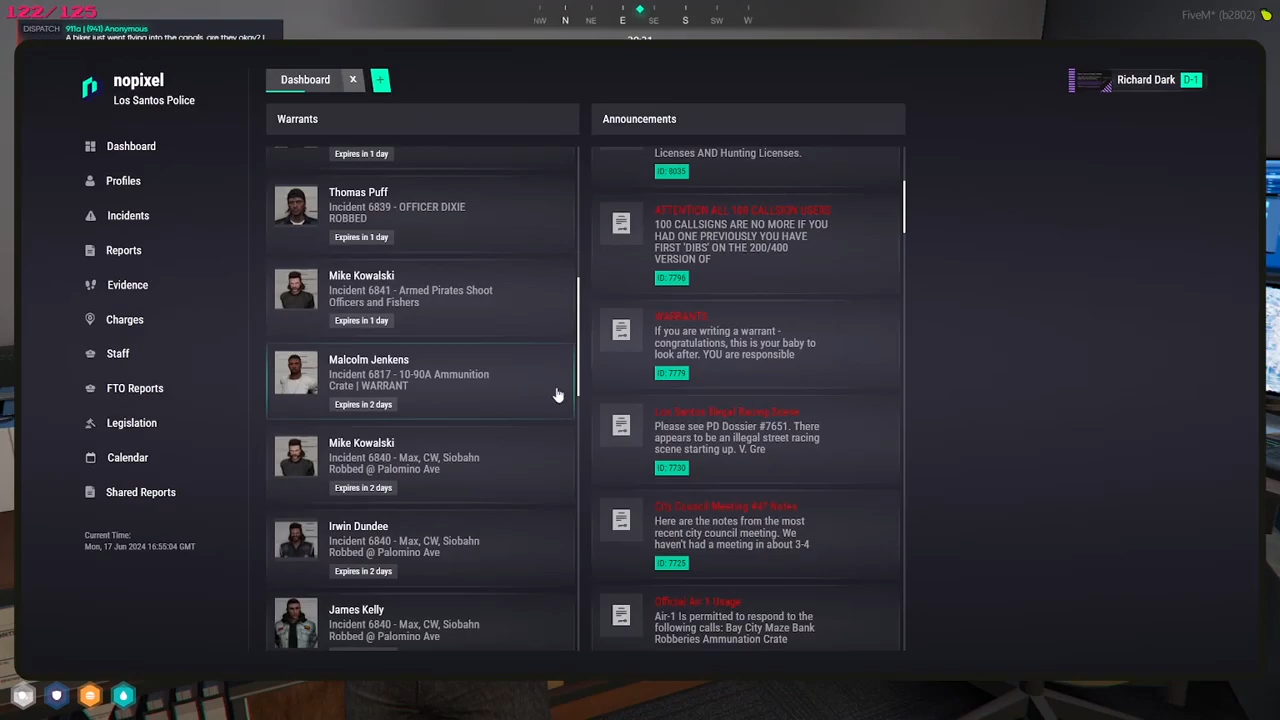 122/125
DISPATCH 911a | (941) Anonymous
A biker just went flying into the canals, are they okay? I
NW N NE E SE S SW W
FiveM* (b2802)
nopixel
Los Santos Police
Dashboard
Profiles
Incidents
Reports
Evidence
Charges
Staff
FTO Reports
Legislation
Calendar
Shared Reports
Current Time:
Mon, 17 Jun 2024 16:55:04 GMT
Dashboard x +
Richard Dark D-1
Warrants
Expires in 1 day
Thomas Puff
Incident 6839 - OFFICER DIXIE
ROBBED
Expires in 1 day
Mike Kowalski
Incident 6841 - Armed Pirates Shoot
Officers and Fishers
Expires in 1 day
Malcolm Jenkens
Incident 6817 - 10-90A Ammunition
Crate | WARRANT
Expires in 2 days
Mike Kowalski
Incident 6840 - Max, CW, Siobahn
Robbed @ Palomino Ave
Expires in 2 days
Irwin Dundee
Incident 6840 - Max, CW, Siobahn
Robbed @ Palomino Ave
Expires in 2 days
James Kelly
Incident 6840 - Max, CW, Siobahn
Robbed @ Palomino Ave
Announcements
Licenses AND Hunting Licenses.
ID: 8035
ATTENTION ALL 100 CALLSIGN USERS
100 CALLSIGNS ARE NO MORE IF YOU
HAD ONE PREVIOUSLY YOU HAVE
FIRST 'DIBS' ON THE 200/400
VERSION OF
ID: 7796
WARRANTS
If you are writing a warrant -
congratulations, this is your baby to
look after. YOU are responsible
ID: 7779
Los Santos Illegal Racing Scene
Please see PD Dossier #7651. There
appears to be an illegal street racing
scene starting up. V. Gre
ID: 7730
City Council Meeting #4? Notes
Here are the notes from the most
recent city council meeting. We
haven't had a meeting in about 3-4
ID: 7725
Official Air 1 Usage
Air-1 Is permitted to respond to the
following calls: Bay City Maze Bank
Robberies Ammunation Crate